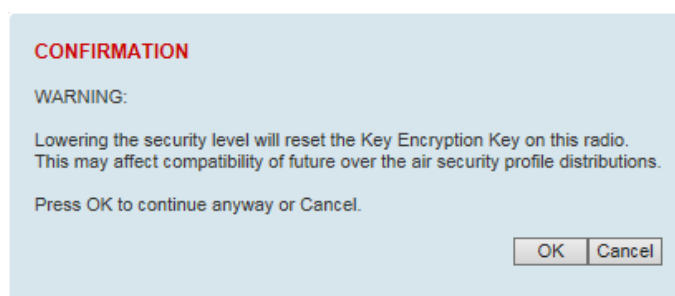 CONFIRMATION
WARNING:
Lowering the security level will reset the Key Encryption Key on this radio.
This may affect compatibility of future over the air security profile distributions.
Press OK to continue anyway or Cancel.
OK Cancel